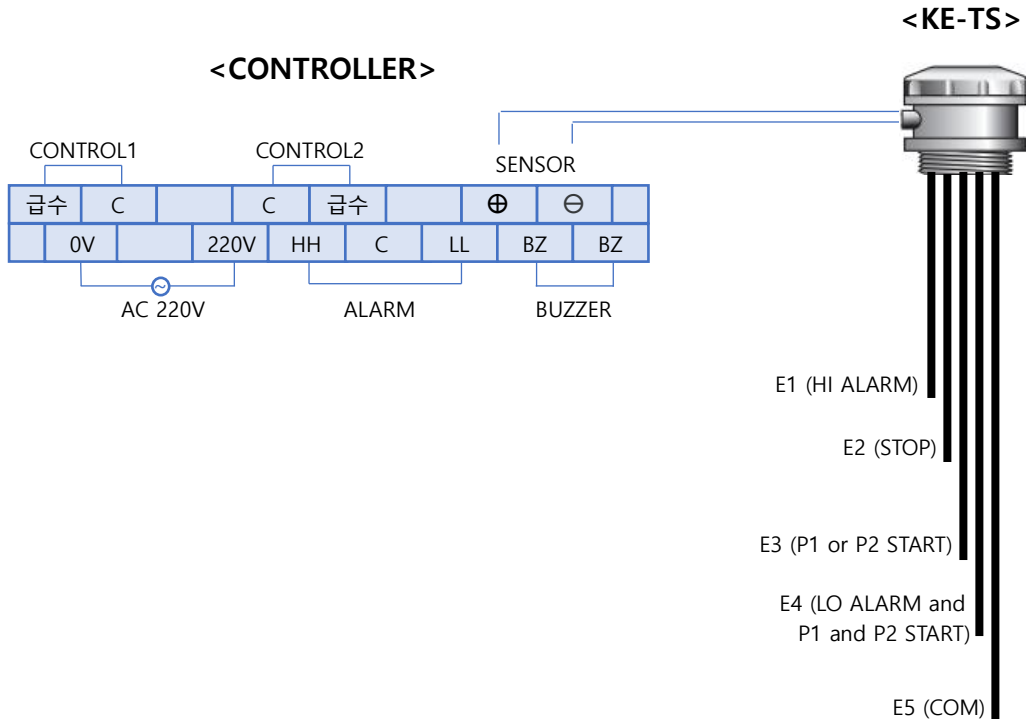 <KE-TS>
<CONTROLLER>
CONTROL1
CONTROL2
SENSOR
급수 C C 급수 ⊕ ⊖
0V 220V HH C LL BZ BZ
AC 220V
ALARM
BUZZER
E1 (HI ALARM)
E2 (STOP)
E3 (P1 or P2 START)
E4 (LO ALARM and
P1 and P2 START)
E5 (COM)